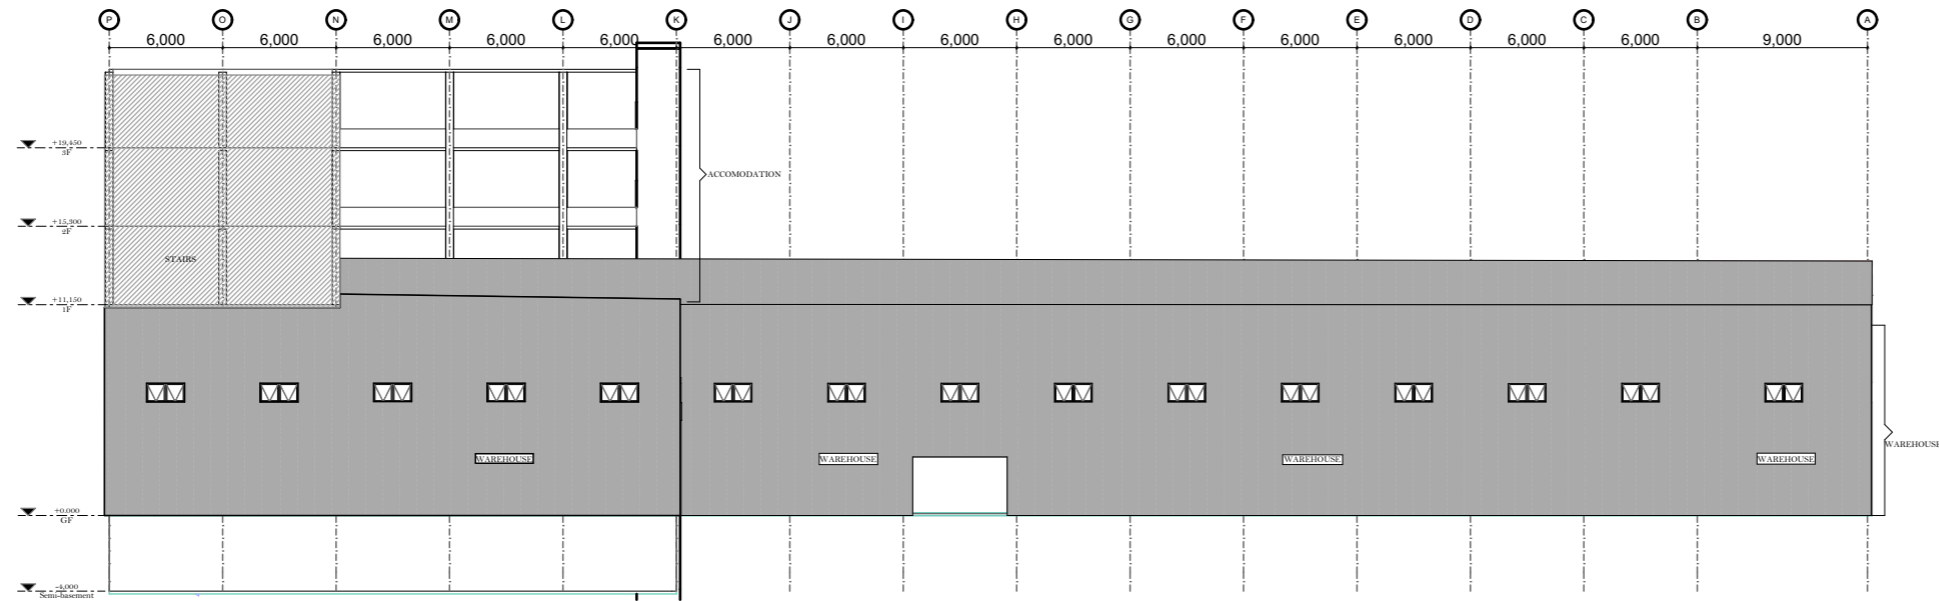 P O N M L K J I H G F E D C B A
6,000 6,000 6,000 6,000 6,000 6,000 6,000 6,000 6,000 6,000 6,000 6,000 6,000 6,000 9,000
+19,450
3F
ACCOMODATION
+15,300
2F
STAIRS
+11,150
1F
WAREHOUSE
WAREHOUSE WAREHOUSE WAREHOUSE WAREHOUSE
+0.000
GF
-4,000
Semi-basement